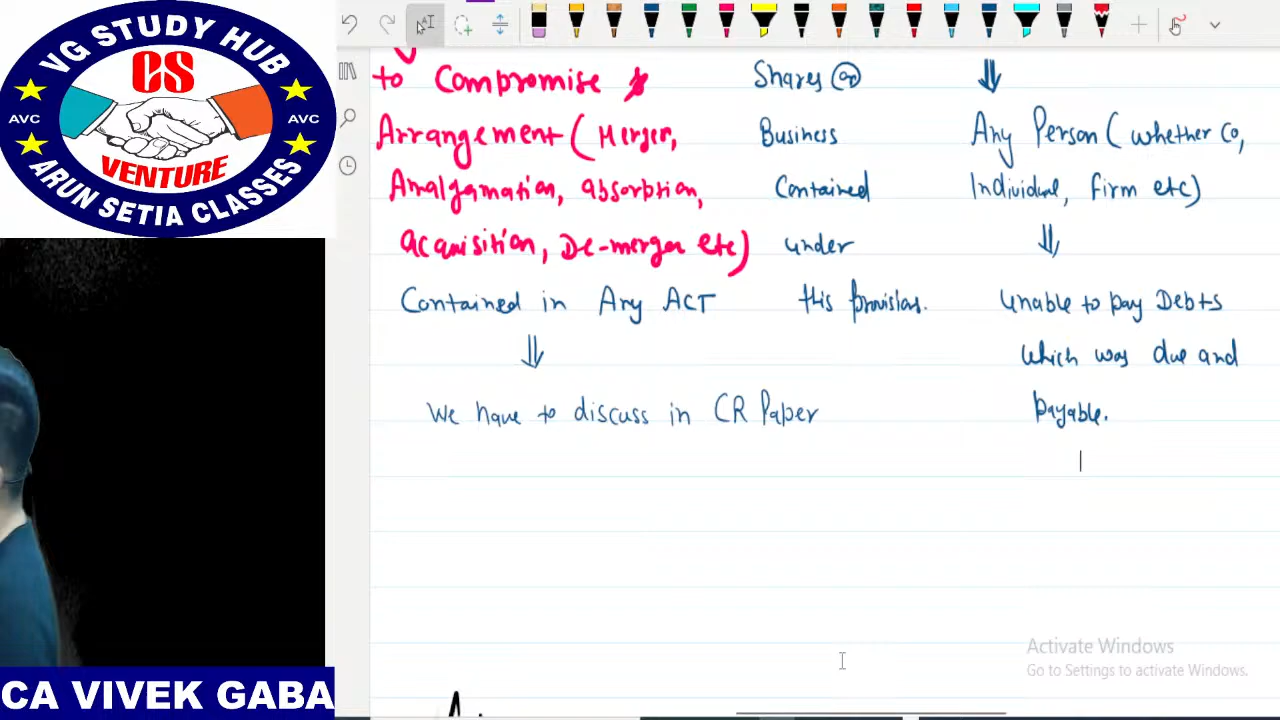 VG STUDY HUB
CS
AVC
AVC
VENTURE
ARUN SETIA CLASSES
to Compromise &
Arrangement (Merger,
Amalgamation, absorption,
acquisition, De-merger etc)
Contained in Any ACT
⇓
We have to discuss in CR Paper
Shares or
Business
Contained
under
this provision.
⇓
Any Person (whether Co,
Individual, firm etc)
⇓
Unable to pay Debts
which was due and
payable.
Activate Windows
Go to Settings to activate Windows.
CA VIVEK GABA